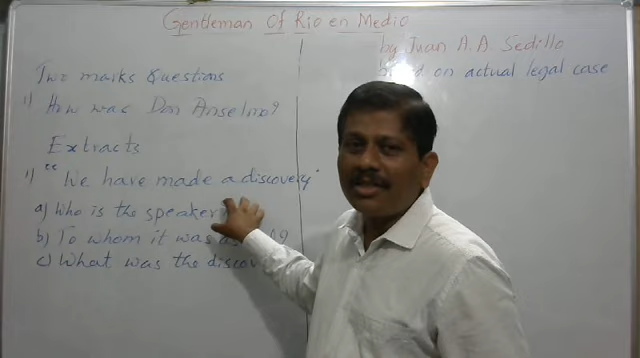 Gentleman Of Rio en Medio
by Juan A.A. Sedillo
based on actual legal case
Two marks Questions
1) How was Don Anselmo?
Extracts
1) "We have made a discovery"
a) Who is the speaker
b) To whom it was
c) What was the